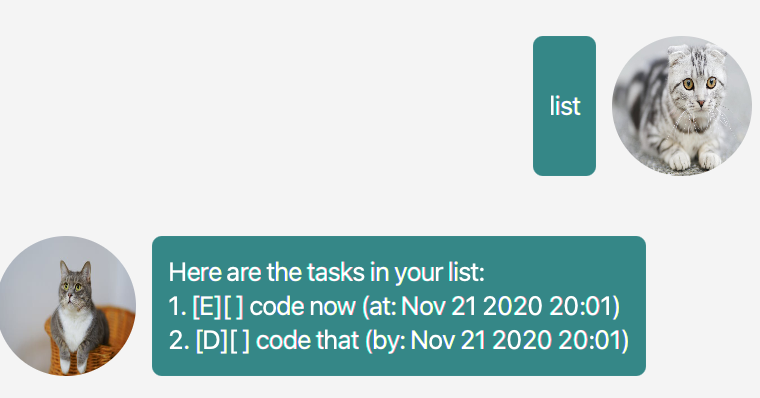 list
Here are the tasks in your list:
1. [E][ ] code now (at: Nov 21 2020 20:01)
2. [D][ ] code that (by: Nov 21 2020 20:01)